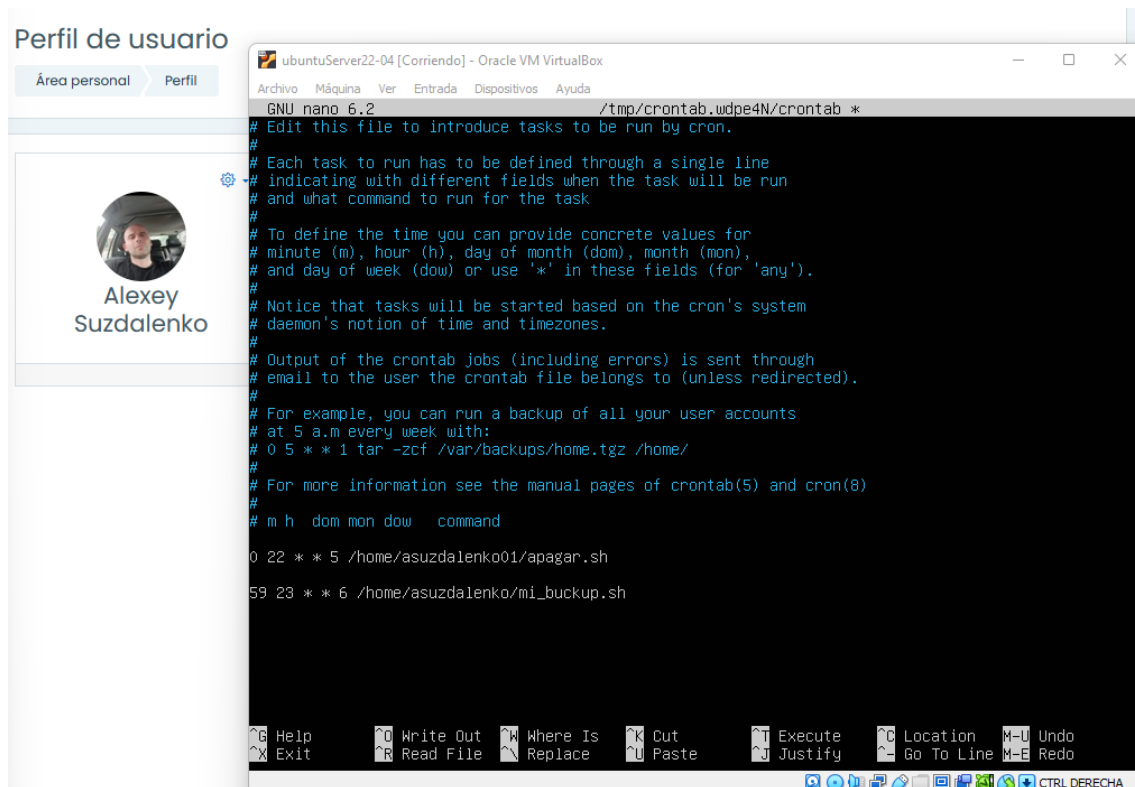 Perfil de usuario
Área personal Perfil
Alexey
Suzdalenko
ubuntuServer22-04 [Corriendo] - Oracle VM VirtualBox
Archivo Máquina Ver Entrada Dispositivos Ayuda
GNU nano 6.2 /tmp/crontab.wdpe4N/crontab *
# Edit this file to introduce tasks to be run by cron.
#
# Each task to run has to be defined through a single line
# indicating with different fields when the task will be run
# and what command to run for the task
#
# To define the time you can provide concrete values for
# minute (m), hour (h), day of month (dom), month (mon),
# and day of week (dow) or use '*' in these fields (for 'any').
#
# Notice that tasks will be started based on the cron's system
# daemon's notion of time and timezones.
#
# Output of the crontab jobs (including errors) is sent through
# email to the user the crontab file belongs to (unless redirected).
#
# For example, you can run a backup of all your user accounts
# at 5 a.m every week with:
# 0 5 * * 1 tar -zcf /var/backups/home.tgz /home/
#
# For more information see the manual pages of crontab(5) and cron(8)
#
# m h  dom mon dow   command
0 22 * * 5 /home/asuzdalenko01/apagar.sh
59 23 * * 6 /home/asuzdalenko/mi_buckup.sh
^G Help ^O Write Out ^W Where Is ^K Cut ^T Execute ^C Location M-U Undo
^X Exit ^R Read File ^\ Replace ^U Paste ^J Justify ^_ Go To Line M-E Redo
CTRL DERECHA